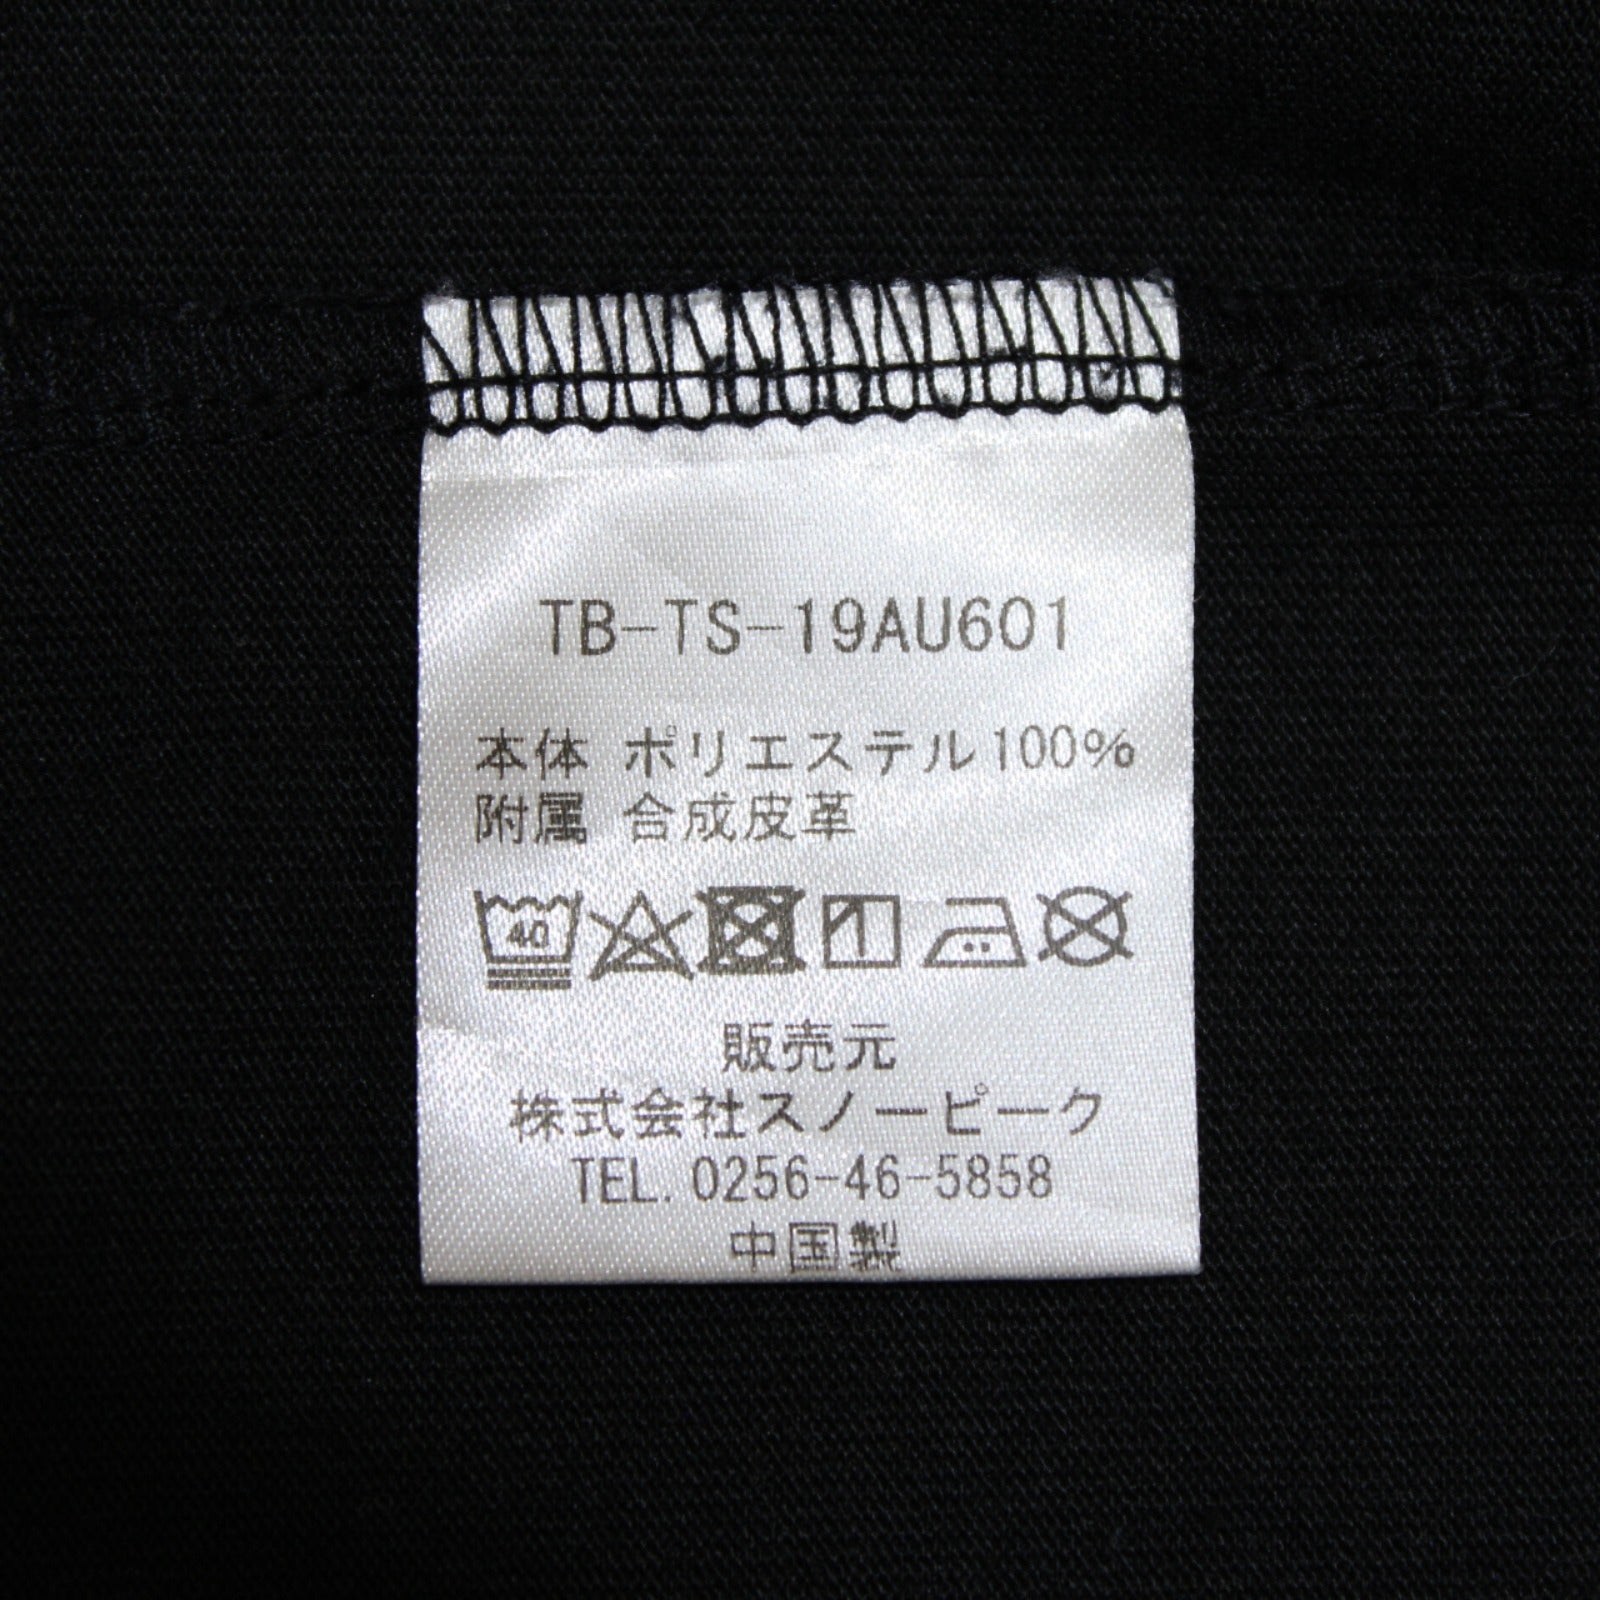 TB-TS-19AU601
本体 ポリエステル100%
附属 合成皮革
40
販売元
株式会社スノーピーク
TEL. 0256-46-5858
中国製